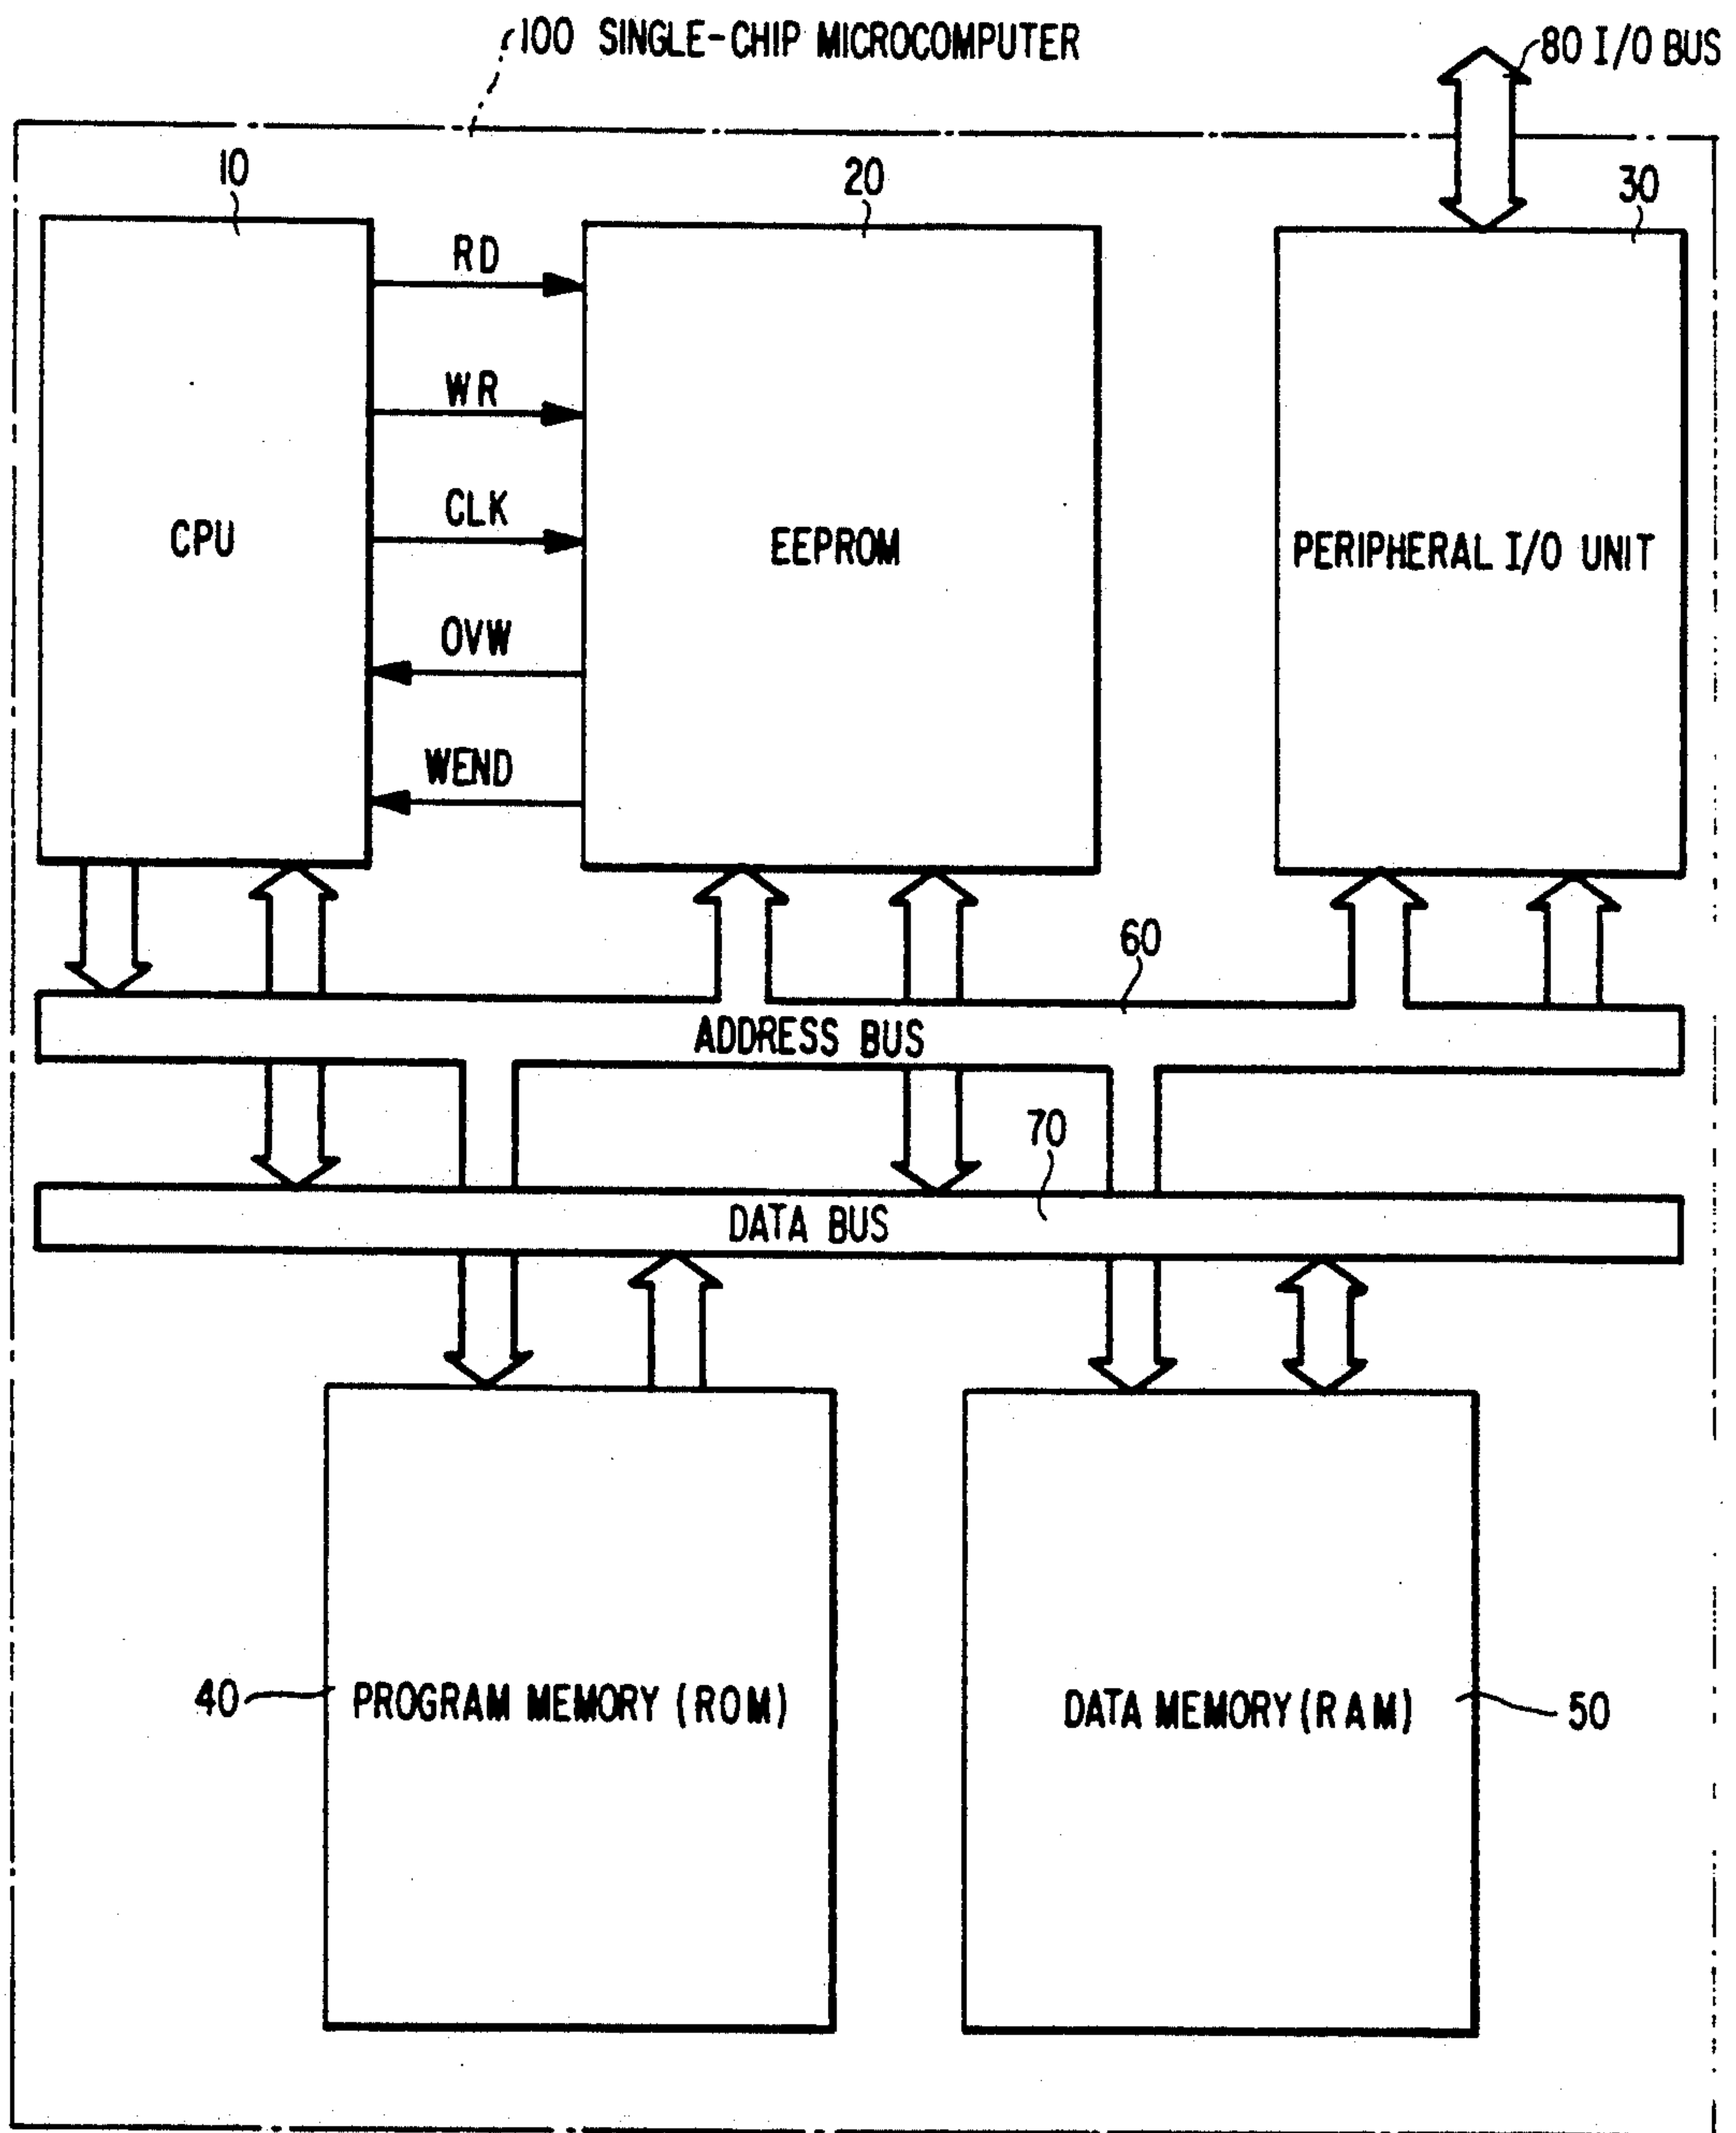 100 SINGLE-CHIP MICROCOMPUTER
80 I/O BUS
10
20
30
RD
WR
CLK
CPU
EEPROM
PERIPHERAL I/O UNIT
OVW
WEND
60
ADDRESS BUS
70
DATA BUS
40
PROGRAM MEMORY (ROM)
DATA MEMORY (RAM)
50